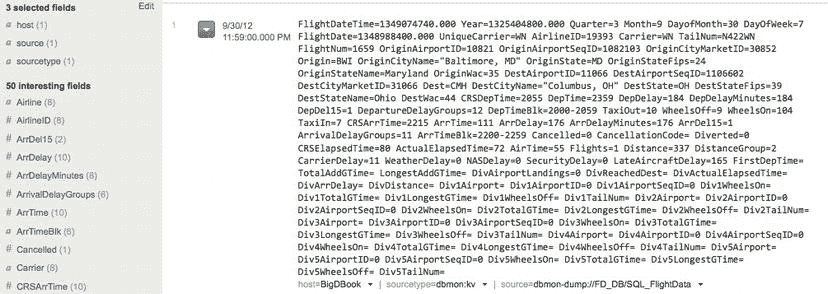 3 selected fields Edit
a host (1)
a source (1)
a sourcetype (1)
50 interesting fields
a Airline (8)
# AirlineID (8)
# ArrDel15 (2)
# ArrDelay (10)
# ArrDelayMinutes (8)
# ArrivalDelayGroups (6)
# ArrTime (10)
a ArrTimeBlk (6)
# Cancelled (1)
a Carrier (8)
# CRSArrTime (10)
1
9/30/12
11:59:00.000 PM
FlightDateTime=1349074740.000 Year=1325404800.000 Quarter=3 Month=9 DayofMonth=30 DayOfWeek=7
FlightDate=1348988400.000 UniqueCarrier=WN AirlineID=19393 Carrier=WN TailNum=N422WN
FlightNum=1659 OriginAirportID=10821 OriginAirportSeqID=1082103 OriginCityMarketID=30852
Origin=BWI OriginCityName="Baltimore, MD" OriginState=MD OriginStateFips=24
OriginStateName=Maryland OriginWac=35 DestAirportID=11066 DestAirportSeqID=1106602
DestCityMarketID=31066 Dest=CMH DestCityName="Columbus, OH" DestState=OH DestStateFips=39
DestStateName=Ohio DestWac=44 CRSDepTime=2055 DepTime=2359 DepDelay=184 DepDelayMinutes=184
DepDel15=1 DepartureDelayGroups=12 DepTimeBlk=2000-2059 TaxiOut=10 WheelsOff=9 WheelsOn=104
TaxiIn=7 CRSArrTime=2215 ArrTime=111 ArrDelay=176 ArrDelayMinutes=176 ArrDel15=1
ArrivalDelayGroups=11 ArrTimeBlk=2200-2259 Cancelled=0 CancellationCode= Diverted=0
CRSElapsedTime=80 ActualElapsedTime=72 AirTime=55 Flights=1 Distance=337 DistanceGroup=2
CarrierDelay=11 WeatherDelay=0 NASDelay=0 SecurityDelay=0 LateAircraftDelay=165 FirstDepTime=
TotalAddGTime= LongestAddGTime= DivAirportLandings=0 DivReachedDest= DivActualElapsedTime=
DivArrDelay= DivDistance= Div1Airport= Div1AirportID=0 Div1AirportSeqID=0 Div1WheelsOn=
Div1TotalGTime= Div1LongestGTime= Div1WheelsOff= Div1TailNum= Div2Airport= Div2AirportID=0
Div2AirportSeqID=0 Div2WheelsOn= Div2TotalGTime= Div2LongestGTime= Div2WheelsOff= Div2TailNum=
Div3Airport= Div3AirportID=0 Div3AirportSeqID=0 Div3WheelsOn= Div3TotalGTime=
Div3LongestGTime= Div3WheelsOff= Div3TailNum= Div4Airport= Div4AirportID=0 Div4AirportSeqID=0
Div4WheelsOn= Div4TotalGTime= Div4LongestGTime= Div4WheelsOff= Div4TailNum= Div5Airport=
Div5AirportID=0 Div5AirportSeqID=0 Div5WheelsOn= Div5TotalGTime= Div5LongestGTime=
Div5WheelsOff= Div5TailNum=
host=BigDBook | sourcetype=dbmon:kv | source=dbmon-dump://FD_DB/SQL_FlightData